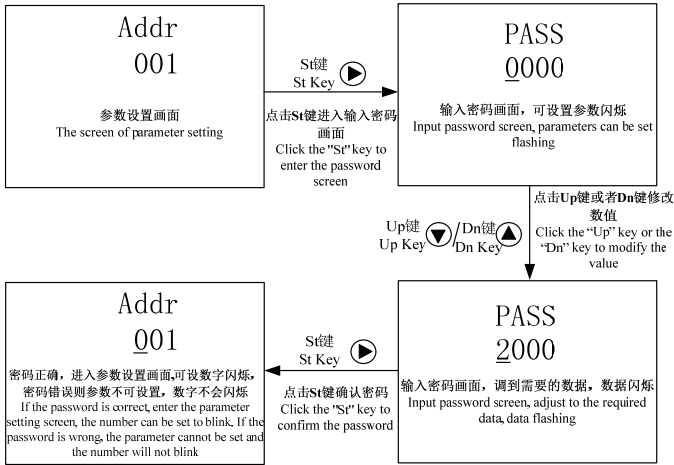 Addr
001
参数设置画面
The screen of parameter setting
St键
St Key
点击St键进入输入密码
画面
Click the "St" key to
enter the password
screen
PASS
0000
输入密码画面，可设置参数闪烁
Input password screen, parameters can be set
flashing
Up键
Up Key
/Dn键
Dn Key
点击Up键或者Dn键修改
数值
Click the “Up” key or the
“Dn” key to modify the
value
PASS
2000
输入密码画面，调到需要的数据，数据闪烁
Input password screen, adjust to the required
data, data flashing
St键
St Key
点击St键确认密码
Click the "St" key to
confirm the password
Addr
001
密码正确，进入参数设置画面,可设数字闪烁，
密码错误则参数不可设置，数字不会闪烁
If the password is correct, enter the parameter
setting screen, the number can be set to blink. If the
password is wrong, the parameter cannot be set and
the number will not blink